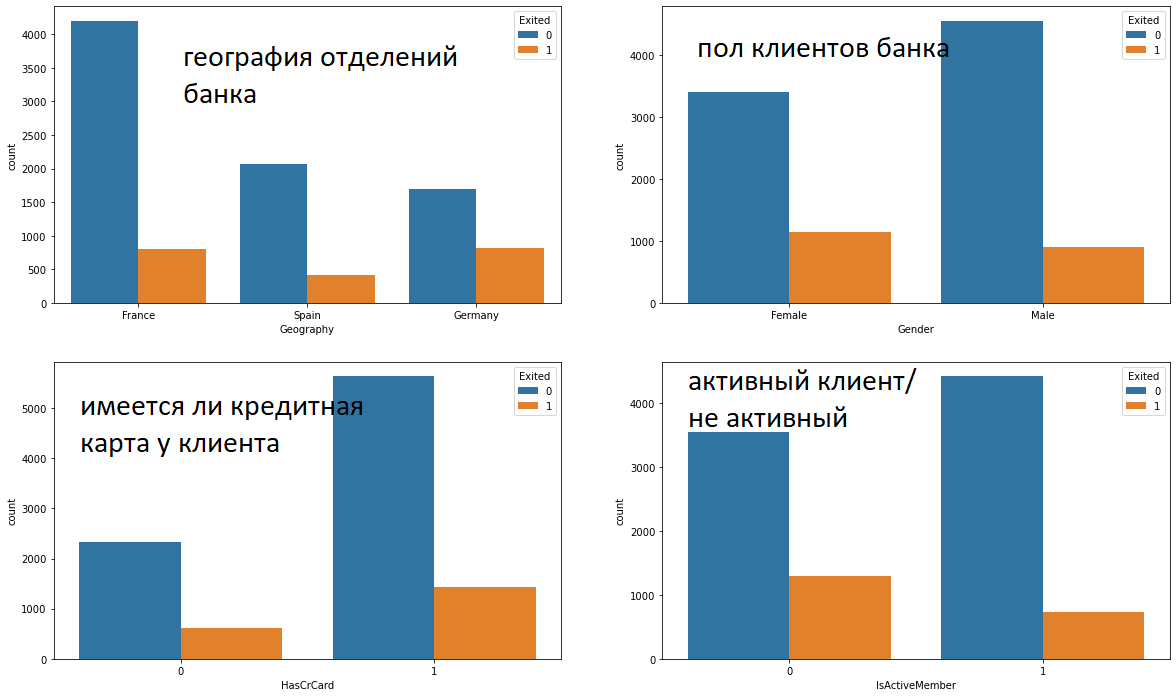 география отделений
банка
Exited
0
1
4000
3500
3000
2500
2000
1500
1000
500
0
count
France
Spain
Germany
Geography
пол клиентов банка
Exited
0
1
4000
3000
2000
1000
0
count
Female
Male
Gender
имеется ли кредитная
карта у клиента
Exited
0
1
5000
4000
3000
2000
1000
0
count
0
1
HasCrCard
активный клиент/
не активный
Exited
0
1
4000
3000
2000
1000
0
count
0
1
IsActiveMember